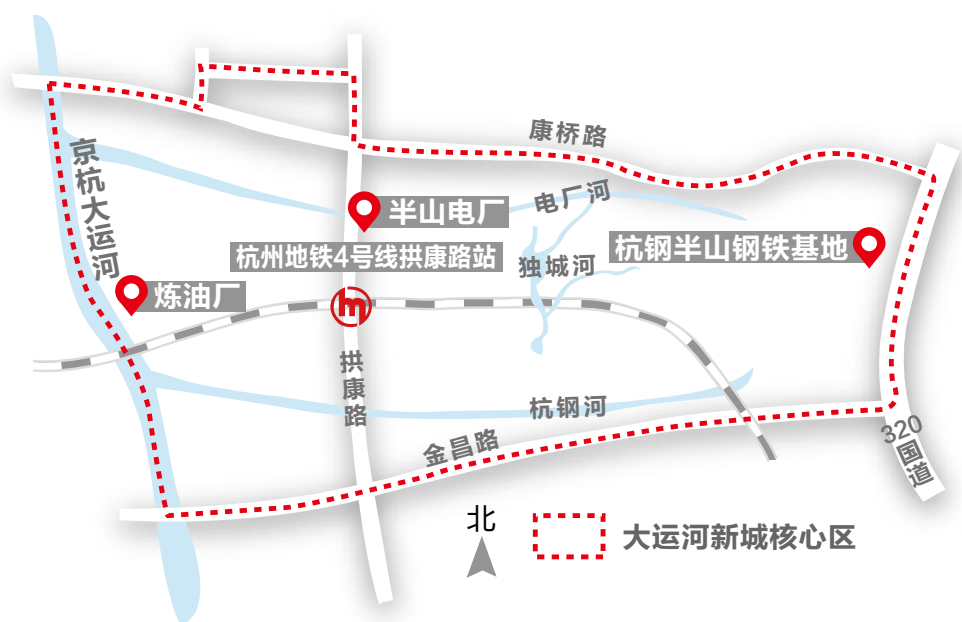 康桥路
京杭大运河
半山电厂
电厂河
杭钢半山钢铁基地
杭州地铁4号线拱康路站
独城河
炼油厂
拱康路
杭钢河
金昌路
320国道
北
大运河新城核心区